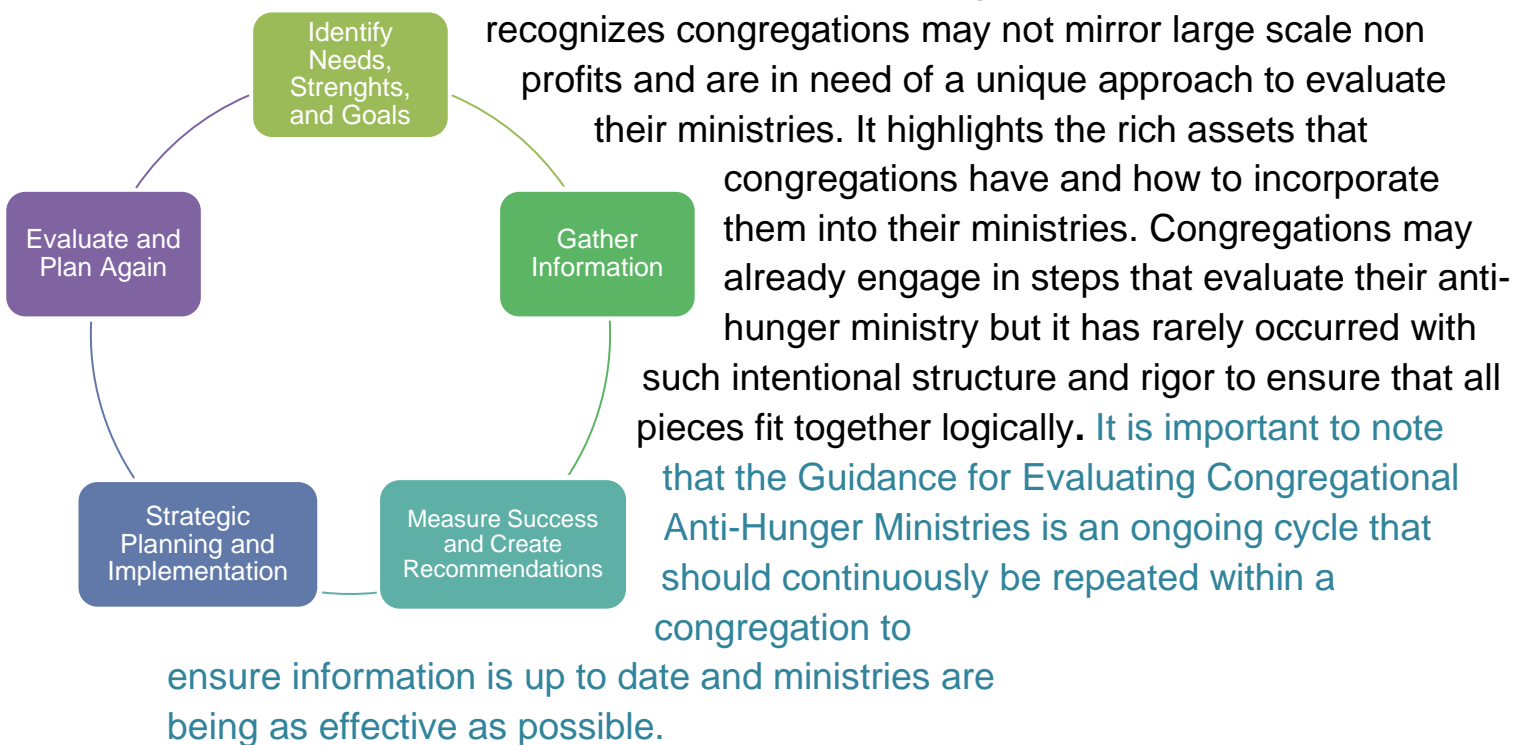 Identify
Needs,
Strenghts,
and Goals
Gather
Information
Measure Success
and Create
Recommendations
Strategic
Planning and
Implementation
Evaluate and
Plan Again
recognizes congregations may not mirror large scale non
profits and are in need of a unique approach to evaluate
their ministries. It highlights the rich assets that
congregations have and how to incorporate
them into their ministries. Congregations may
already engage in steps that evaluate their anti-
hunger ministry but it has rarely occurred with
such intentional structure and rigor to ensure that all
pieces fit together logically. It is important to note
that the Guidance for Evaluating Congregational
Anti-Hunger Ministries is an ongoing cycle that
should continuously be repeated within a
congregation to
ensure information is up to date and ministries are
being as effective as possible.